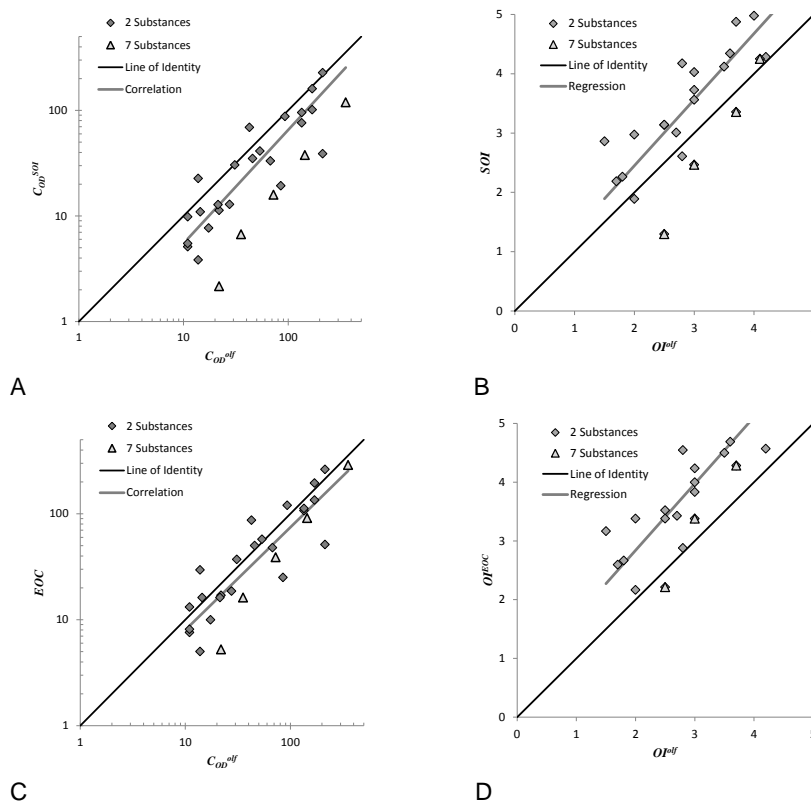 2 Substances
7 Substances
Line of Identity
Correlation
C_OD^SOI
100
10
1
1 10 100
C_OD^olf
A
2 Substances
7 Substances
Line of Identity
Regression
SOI
5
4
3
2
1
0
0 1 2 3 4
OI^olf
B
2 Substances
7 Substances
Line of Identity
Correlation
EOC
100
10
1
1 10 100
C_OD^olf
C
2 Substances
7 Substances
Line of Identity
Regression
OI^EOC
5
4
3
2
1
0
0 1 2 3 4 5
OI^olf
D